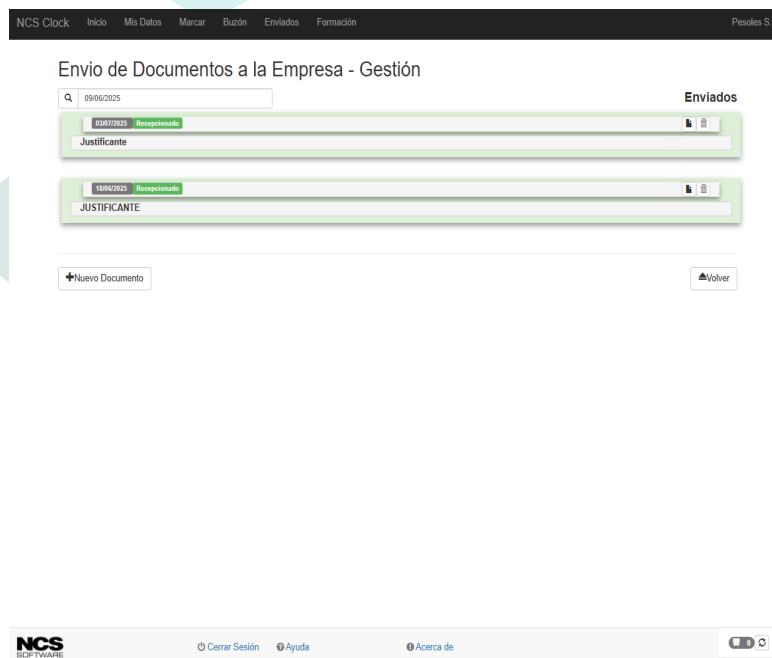 NCS Clock Inicio Mis Datos Marcar Buzón Enviados Formación Pesoles S.
Envio de Documentos a la Empresa - Gestión
09/06/2025 Enviados
03/07/2025 Recepcionado
Justificante
18/06/2025 Recepcionado
JUSTIFICANTE
Nuevo Documento Volver
NCS
SOFTWARE
Cerrar Sesión Ayuda Acerca de 0